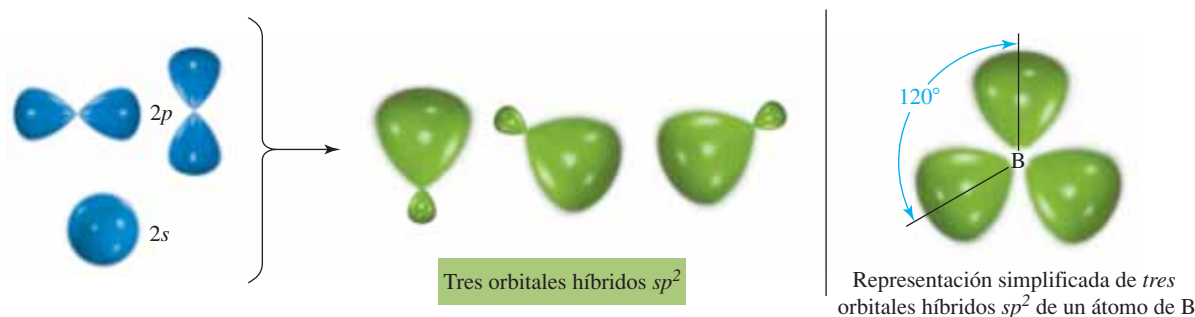 2p
2s
Tres orbitales híbridos sp²
120°
B
Representación simplificada de tres
orbitales híbridos sp² de un átomo de B